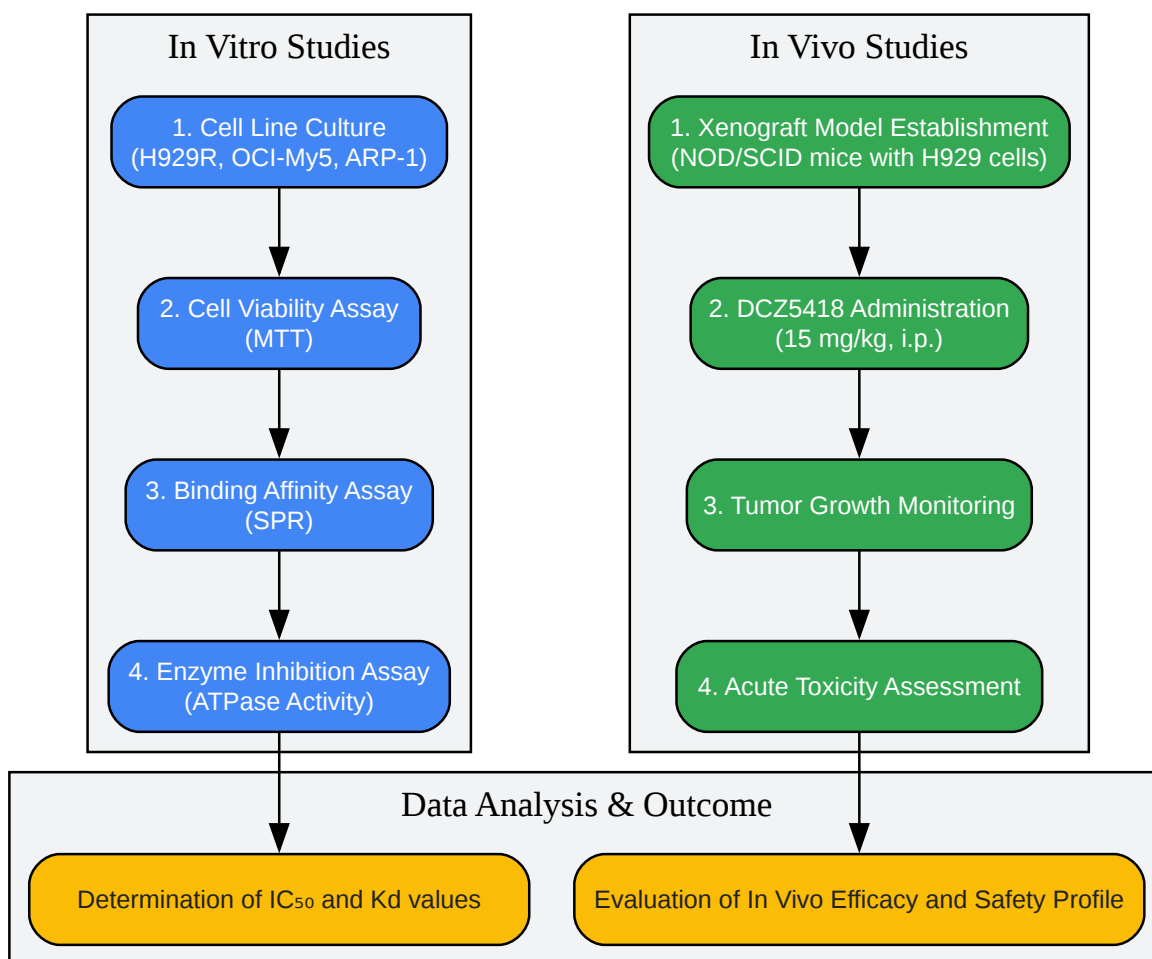 In Vitro Studies
1. Cell Line Culture
(H929R, OCI-My5, ARP-1)
2. Cell Viability Assay
(MTT)
3. Binding Affinity Assay
(SPR)
4. Enzyme Inhibition Assay
(ATPase Activity)
In Vivo Studies
1. Xenograft Model Establishment
(NOD/SCID mice with H929 cells)
2. DCZ5418 Administration
(15 mg/kg, i.p.)
3. Tumor Growth Monitoring
4. Acute Toxicity Assessment
Data Analysis & Outcome
Determination of IC₅₀ and Kd values
Evaluation of In Vivo Efficacy and Safety Profile